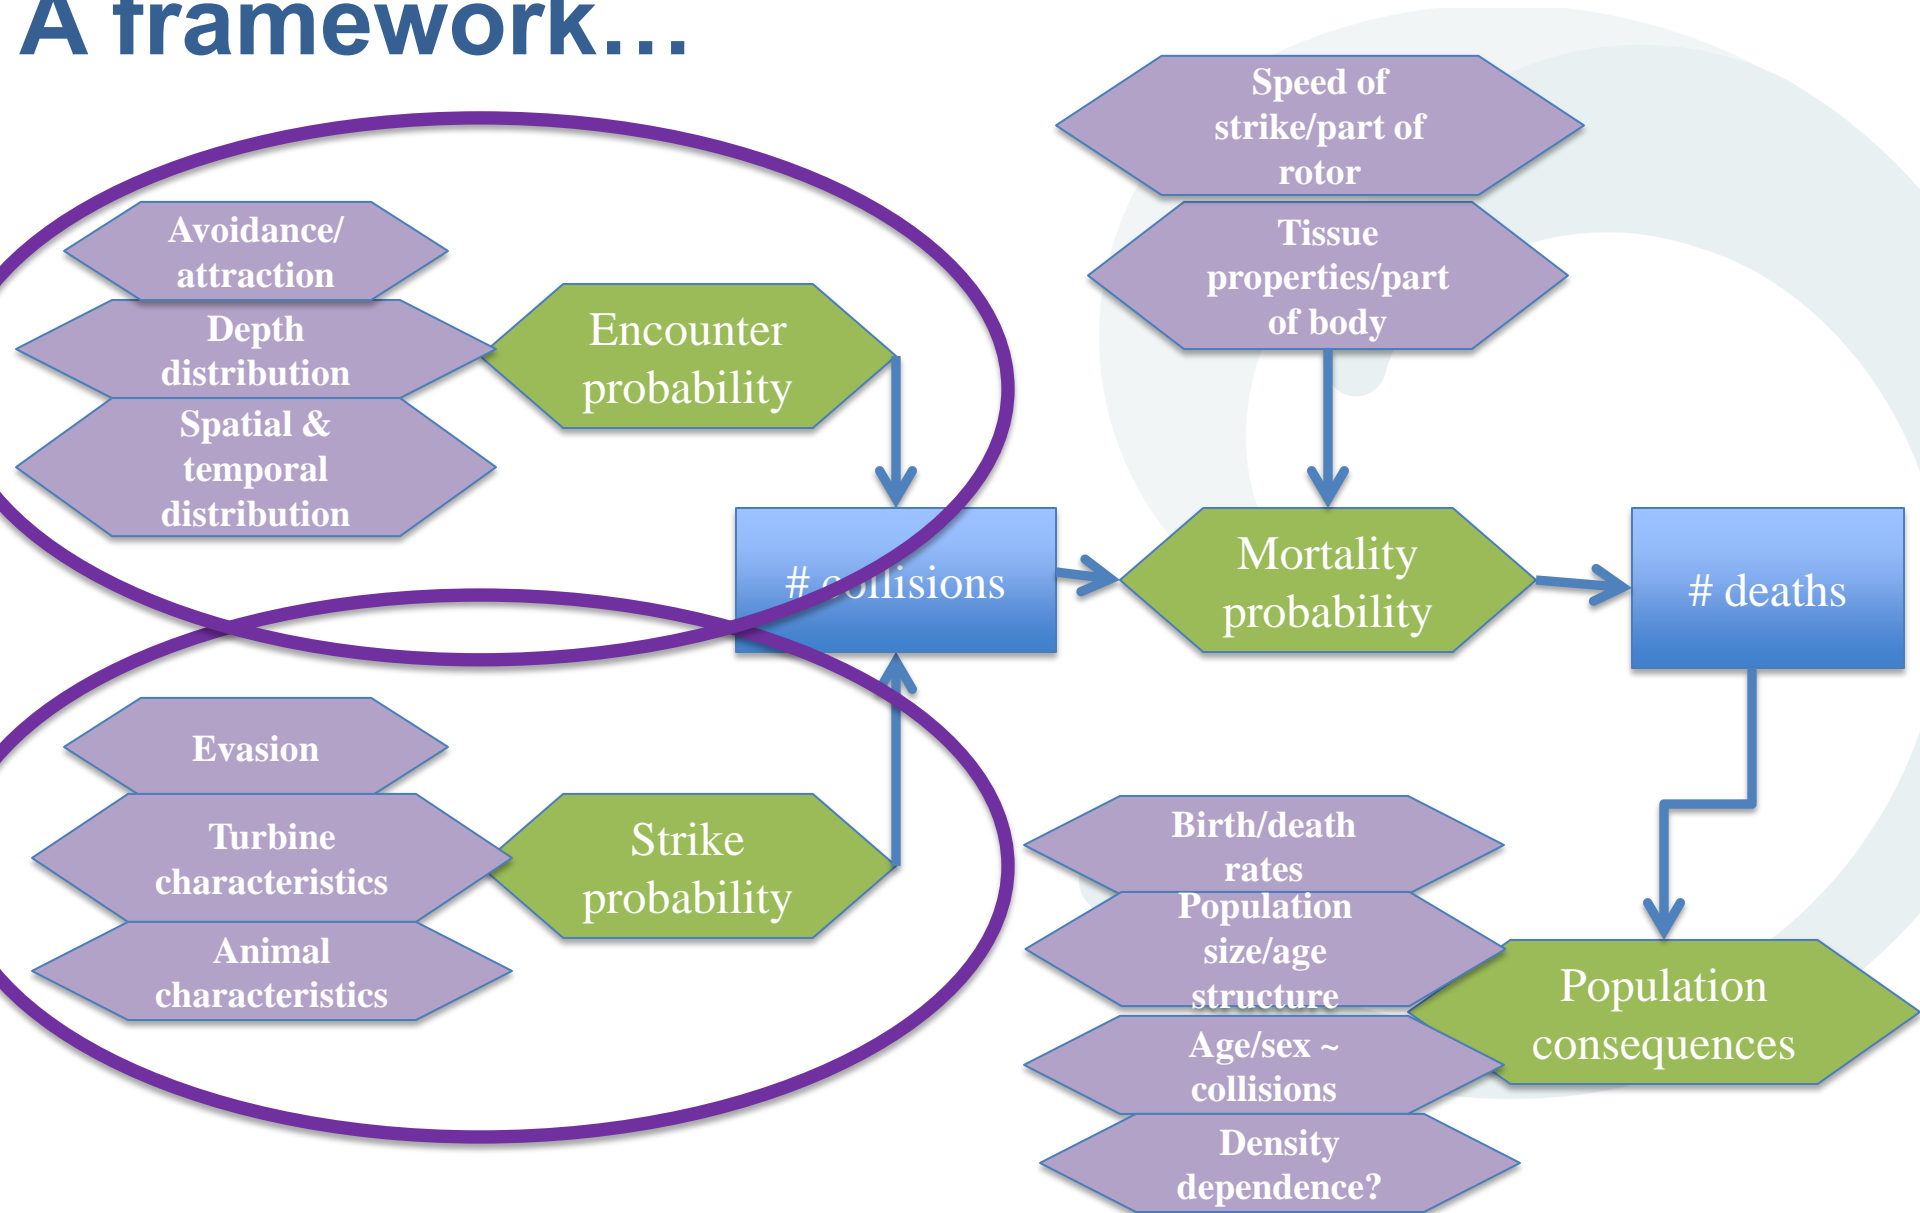 A framework…
Speed of
strike/part of
rotor
Tissue
properties/part
of body
Avoidance/
attraction
Depth
distribution
Spatial &
temporal
distribution
Encounter
probability
# collisions
Mortality
probability
# deaths
Evasion
Turbine
characteristics
Animal
characteristics
Strike
probability
Birth/death
rates
Population
size/age
structure
Age/sex ~
collisions
Density
dependence?
Population
consequences